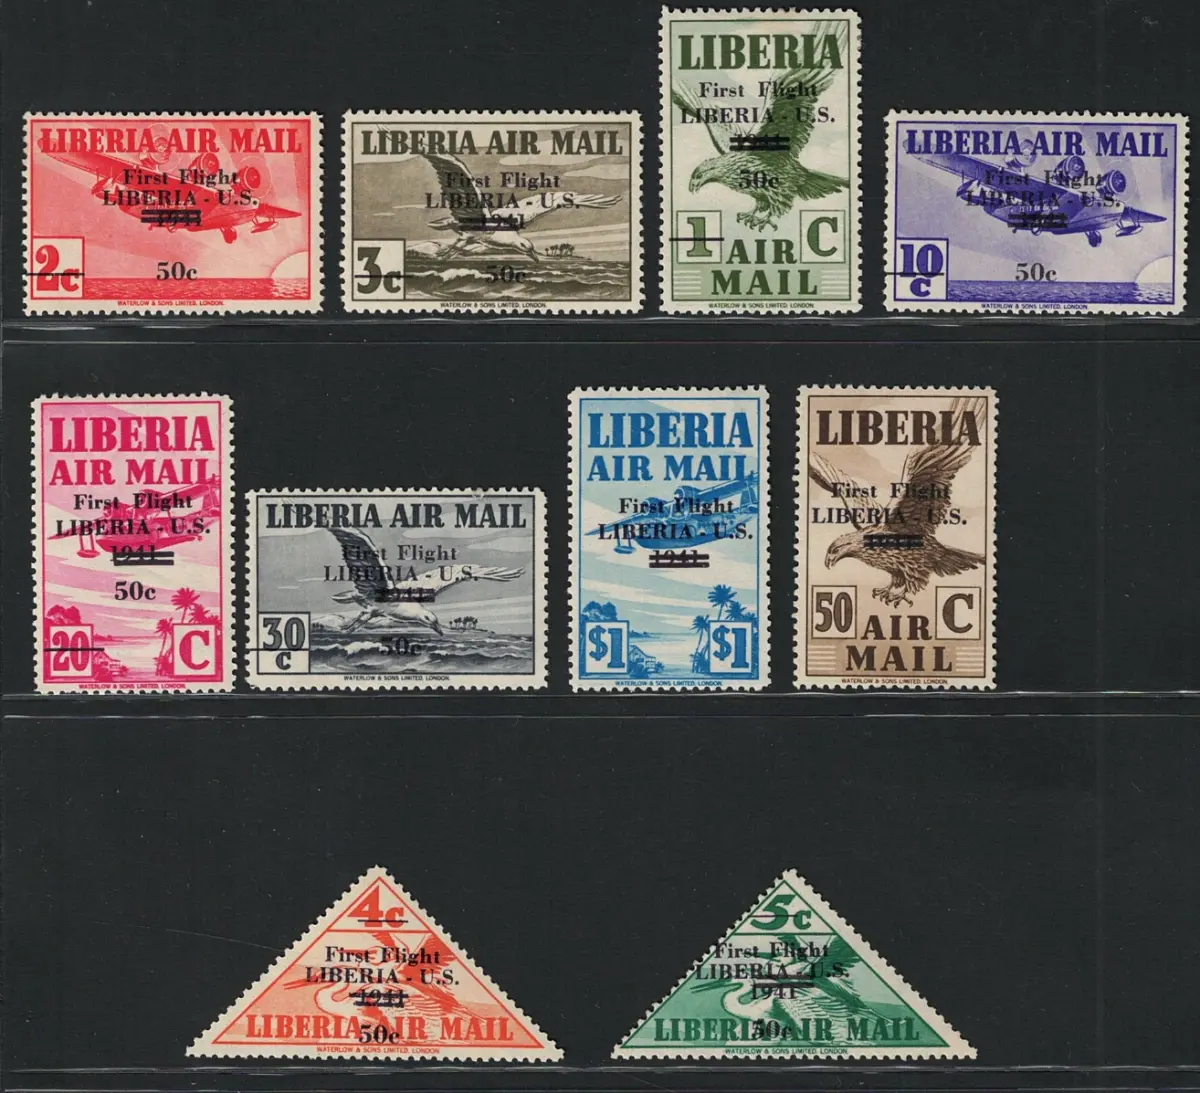 LIBERIA AIR MAIL
First Flight
LIBERIA - U.S.
1941
2c
50c
WATERLOW & SONS LIMITED, LONDON.
LIBERIA AIR MAIL
First Flight
LIBERIA - U.S.
1941
3c
50c
WATERLOW & SONS LIMITED, LONDON.
LIBERIA
First Flight
LIBERIA - U.S.
1941
50c
1 C
AIR
MAIL
WATERLOW & SONS LIMITED, LONDON.
LIBERIA AIR MAIL
First Flight
LIBERIA - U.S.
1941
10
c
50c
WATERLOW & SONS LIMITED, LONDON.
LIBERIA
AIR MAIL
First Flight
LIBERIA - U.S.
1941
50c
20 C
WATERLOW & SONS LIMITED, LONDON.
LIBERIA AIR MAIL
First Flight
LIBERIA - U.S.
1941
30
c
50c
WATERLOW & SONS LIMITED, LONDON.
LIBERIA
AIR MAIL
First Flight
LIBERIA - U.S.
1941
$1 $1
WATERLOW & SONS LIMITED, LONDON.
LIBERIA
First Flight
LIBERIA - U.S.
1941
50 C
AIR
MAIL
WATERLOW & SONS LIMITED, LONDON.
4c
First Flight
LIBERIA - U.S.
1941
LIBERIA AIR MAIL
50c
WATERLOW & SONS LIMITED, LONDON.
5c
First Flight
LIBERIA - U.S.
1941
LIBERIA AIR MAIL
50c
WATERLOW & SONS LIMITED, LONDON.